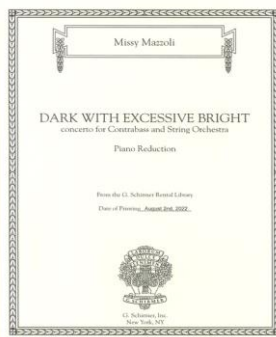 Missy Mazzoli
DARK WITH EXCESSIVE BRIGHT
concerto for Contrabass and String Orchestra
Piano Reduction
From the G. Schirmer Rental Library
Date of Printing: August 2nd, 2022
G. SCHIRMER
G. Schirmer, Inc.
New York, NY